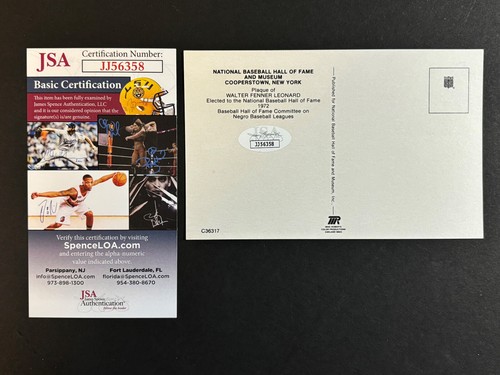 JSA
Certification Number:
JJ56358
Basic Certification
This item has been fully examined by
James Spence Authentication, LLC
and it is our considered opinion that the
signature(s) is/are genuine
Verify this certification by visiting
SpenceLOA.com
and entering the alpha-numeric
value indicated above.
Parsippany, NJ
info@SpenceLOA.com
973-898-1300
Fort Lauderdale, FL
florida@SpenceLOA.com
954-380-8670
JSA
Authentication
NATIONAL BASEBALL HALL OF FAME
AND MUSEUM
COOPERSTOWN, NEW YORK
Plaque of
WALTER FENNER LEONARD
Elected to the National Baseball Hall of Fame
1972
Baseball Hall of Fame Committee on
Negro Baseball Leagues
JJ56358
C36317
Published for National Baseball Hall of Fame and Museum, Inc.